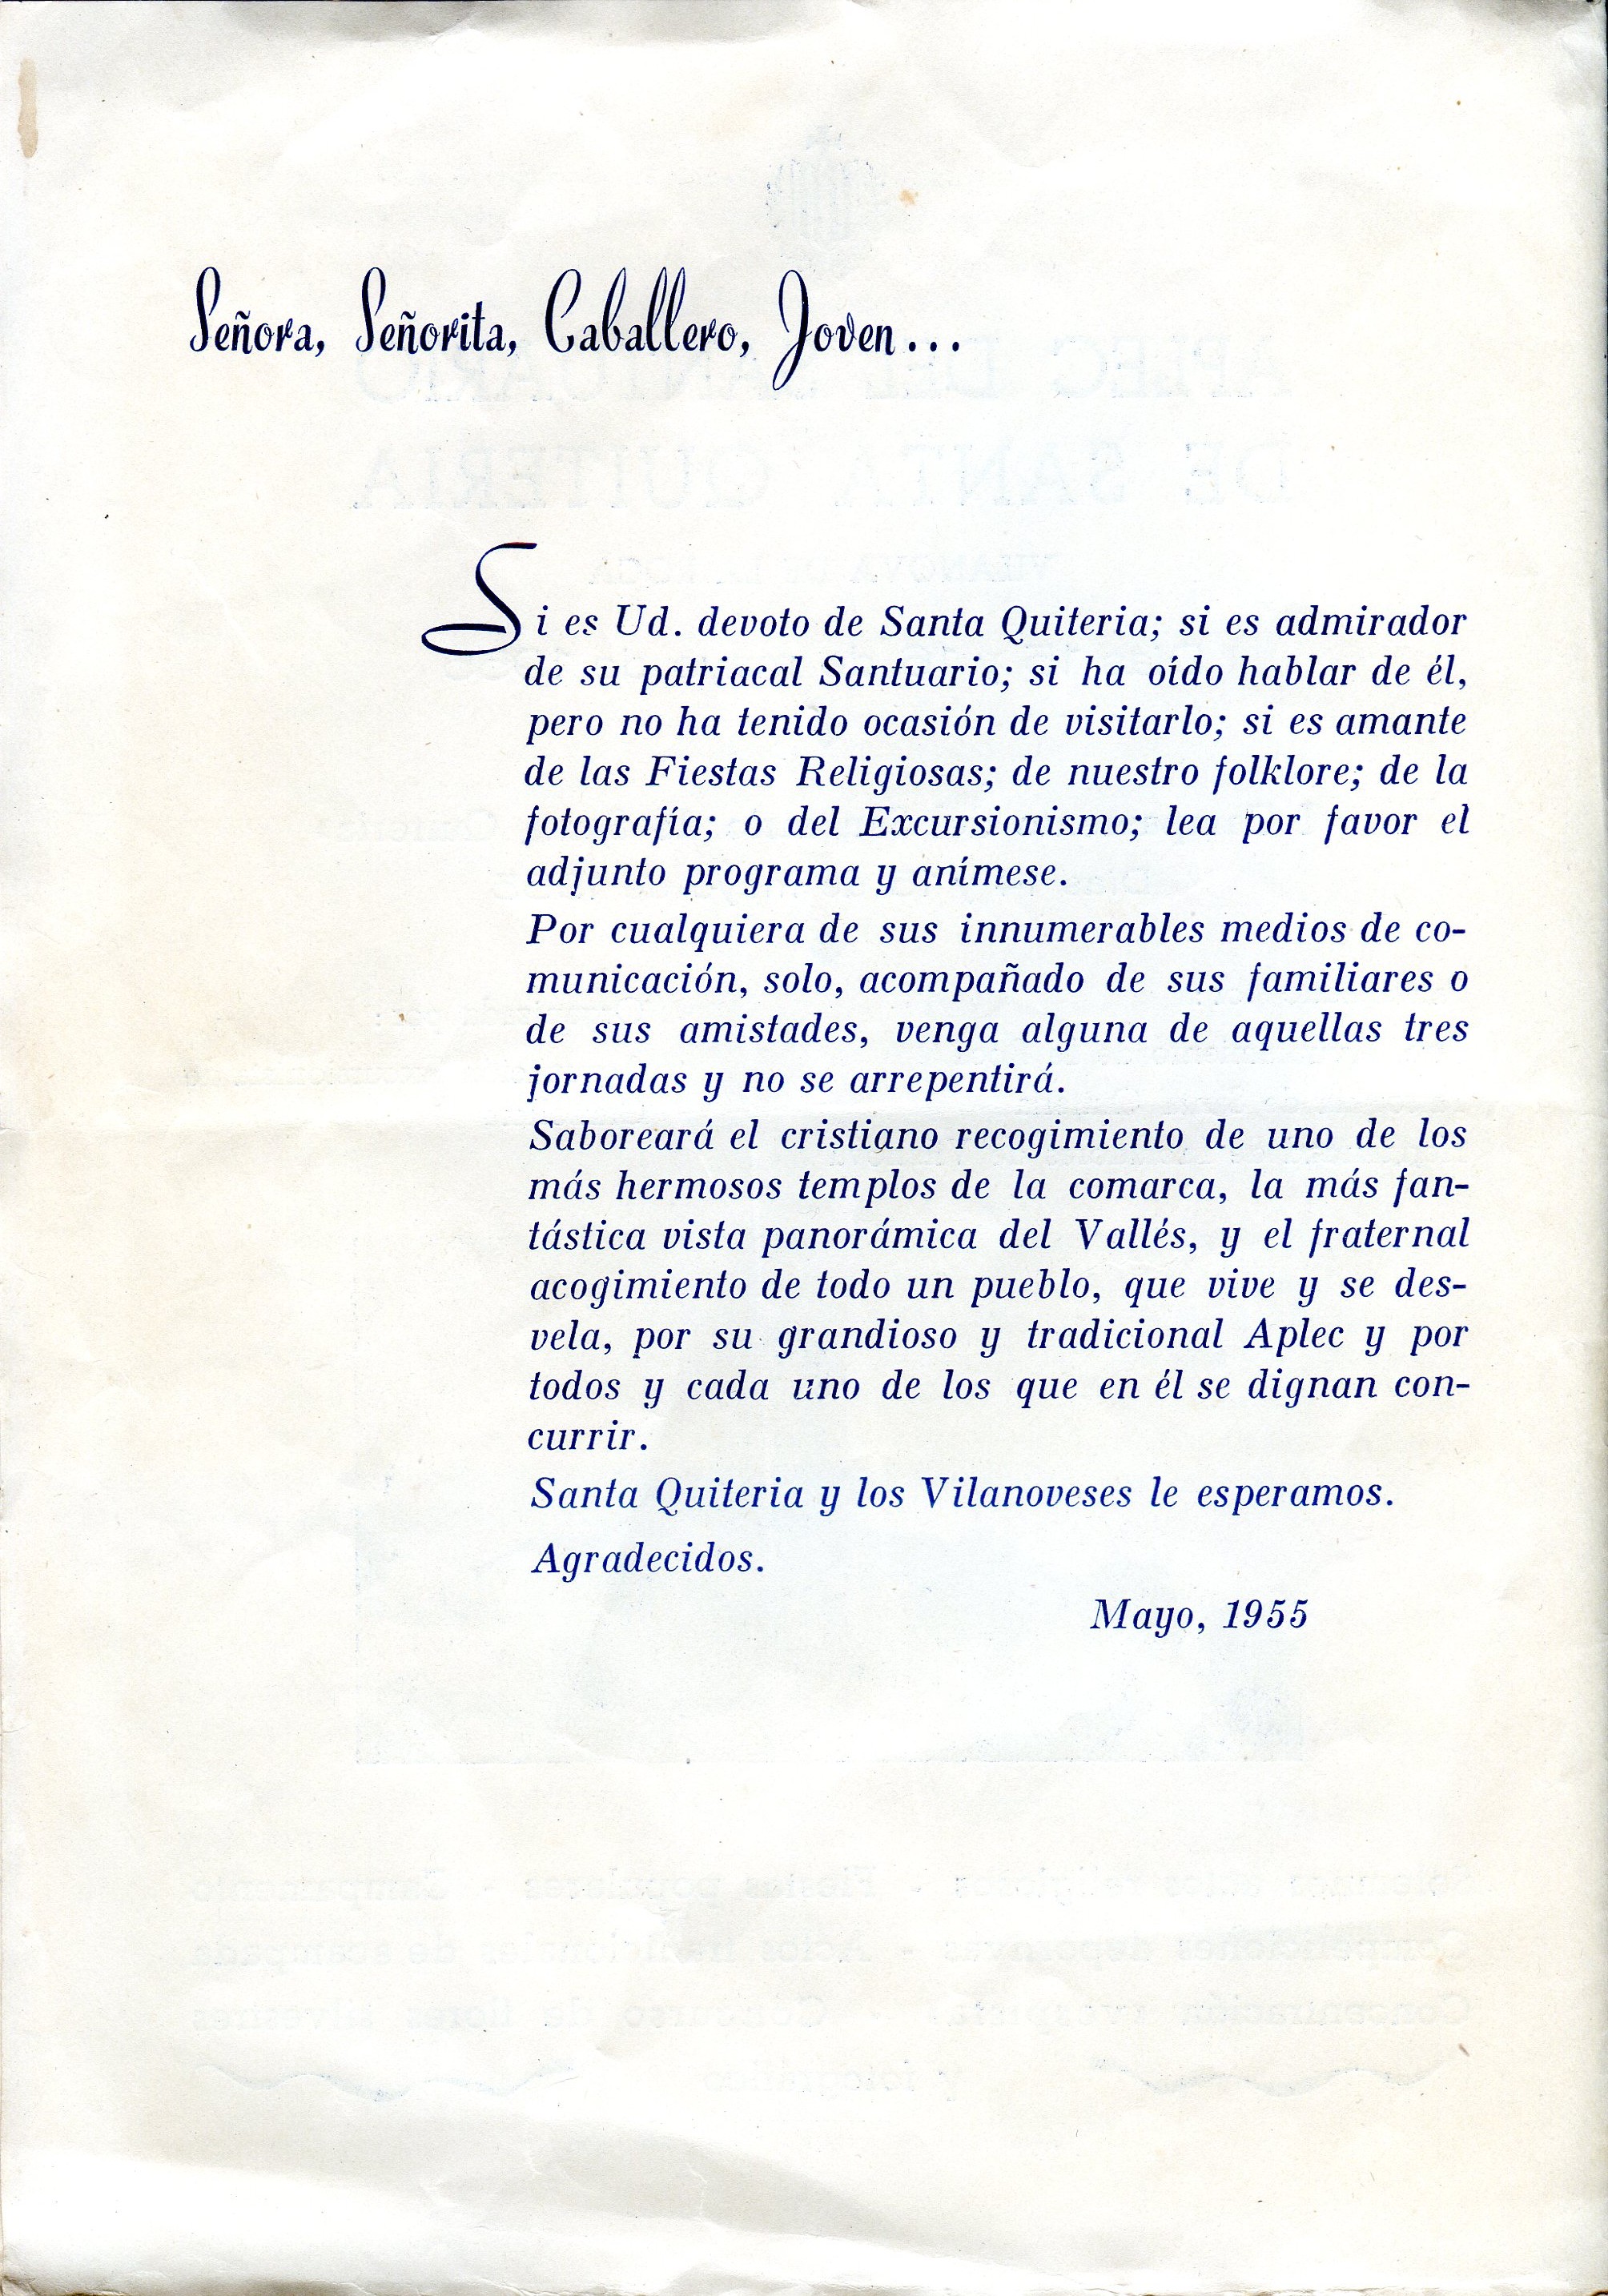 Señora, Señorita, Caballero, Joven...
Si es Ud. devoto de Santa Quiteria; si es admirador
de su patriacal Santuario; si ha oído hablar de él,
pero no ha tenido ocasión de visitarlo; si es amante
de las Fiestas Religiosas; de nuestro folklore; de la
fotografía; o del Excursionismo; lea por favor el
adjunto programa y anímese.
Por cualquiera de sus innumerables medios de co-
municación, solo, acompañado de sus familiares o
de sus amistades, venga alguna de aquellas tres
jornadas y no se arrepentirá.
Saboreará el cristiano recogimiento de uno de los
más hermosos templos de la comarca, la más fan-
tástica vista panorámica del Vallés, y el fraternal
acogimiento de todo un pueblo, que vive y se des-
vela, por su grandioso y tradicional Aplec y por
todos y cada uno de los que en él se dignan con-
currir.
Santa Quiteria y los Vilanoveses le esperamos.
Agradecidos.
Mayo, 1955